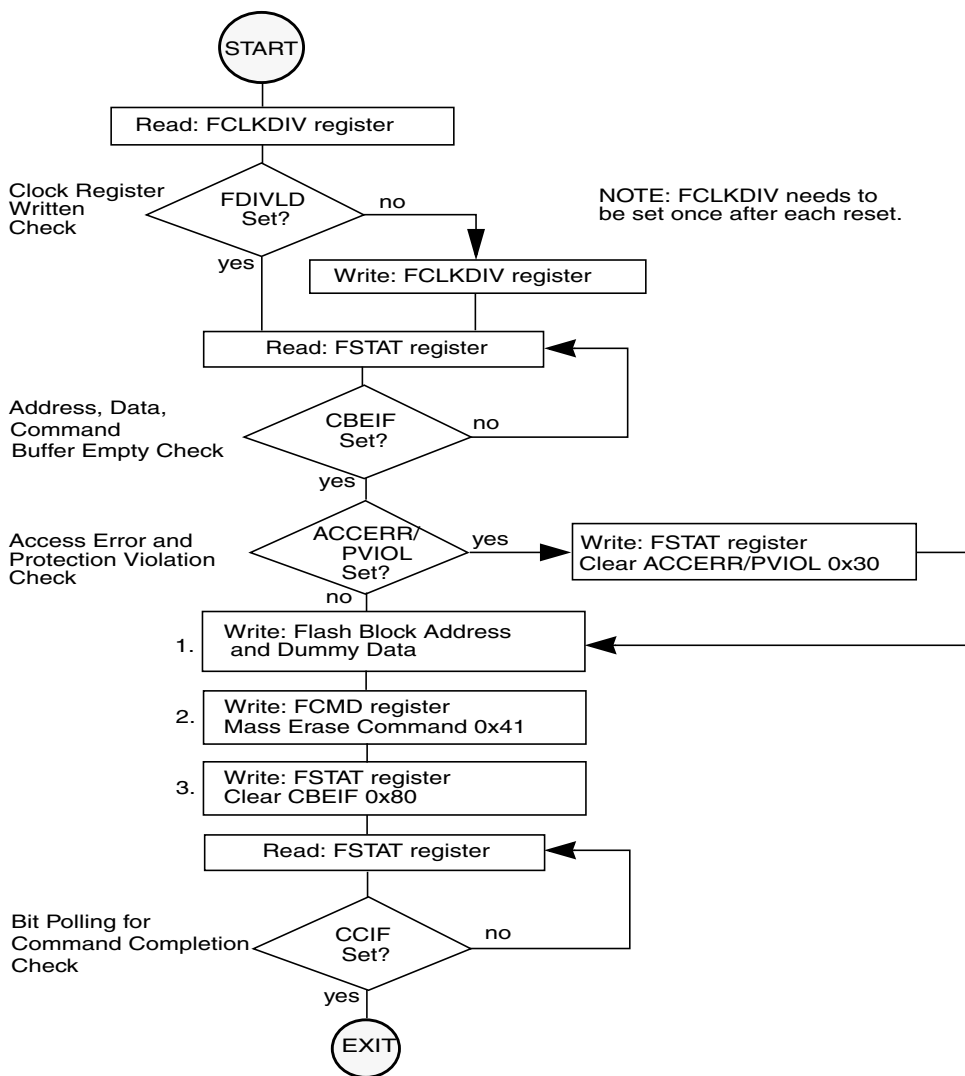 START
Read: FCLKDIV register
Clock Register
Written
Check
FDIVLD
Set?
no
yes
NOTE: FCLKDIV needs to
be set once after each reset.
Write: FCLKDIV register
Read: FSTAT register
Address, Data,
Command
Buffer Empty Check
CBEIF
Set?
no
yes
Access Error and
Protection Violation
Check
ACCERR/
PVIOL
Set?
yes
no
Write: FSTAT register
Clear ACCERR/PVIOL 0x30
1.
Write: Flash Block Address
and Dummy Data
2.
Write: FCMD register
Mass Erase Command 0x41
3.
Write: FSTAT register
Clear CBEIF 0x80
Read: FSTAT register
Bit Polling for
Command Completion
Check
CCIF
Set?
no
yes
EXIT